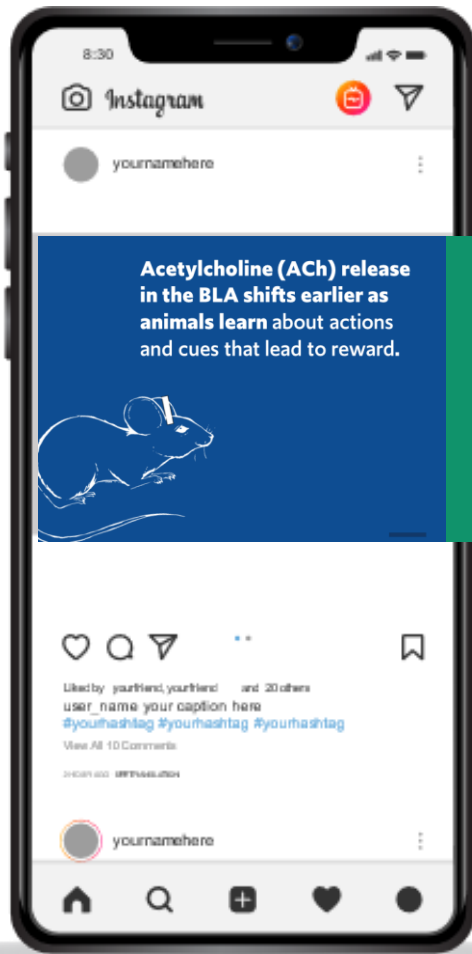 8:30
Instagram
yournamehere
Acetylcholine (ACh) release
in the BLA shifts earlier as
animals learn about actions
and cues that lead to reward.
Liked by yourfriend, yourfriend and 20 others
user_name your caption here
#yourhashtag #yourhashtag #yourhashtag
View All 10 Comments
yournamehere